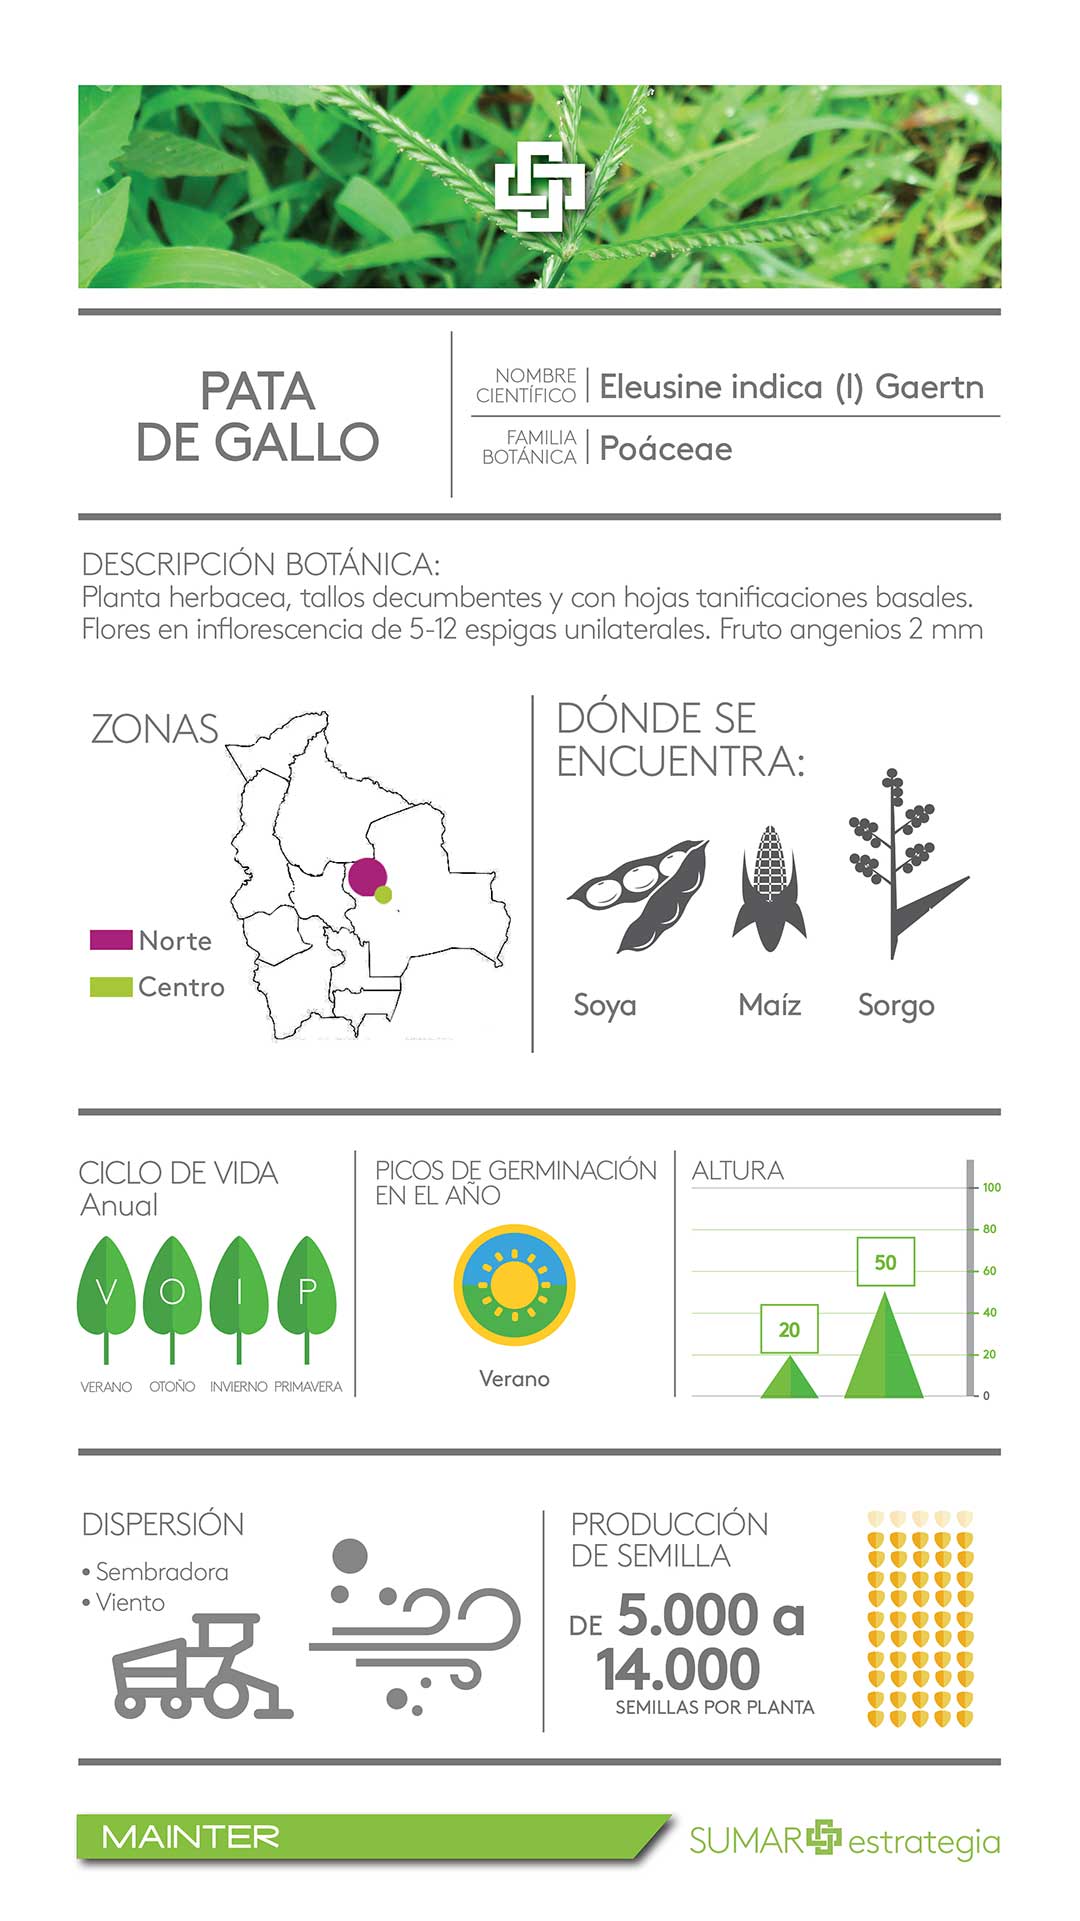 PATA
DE GALLO
NOMBRE
CIENTÍFICO
Eleusine indica (l) Gaertn
FAMILIA
BOTÁNICA
Poáceae
DESCRIPCIÓN BOTÁNICA:
Planta herbacea, tallos decumbentes y con hojas tanificaciones basales.
Flores en inflorescencia de 5-12 espigas unilaterales. Fruto angenios 2 mm
ZONAS
Norte
Centro
DÓNDE SE
ENCUENTRA:
Soya
Maíz
Sorgo
CICLO DE VIDA
Anual
V O I P
VERANO OTOÑO INVIERNO PRIMAVERA
PICOS DE GERMINACIÓN
EN EL AÑO
Verano
ALTURA
100
80
60
40
20
0
20
50
DISPERSIÓN
• Sembradora
• Viento
PRODUCCIÓN
DE SEMILLA
DE 5.000 a
14.000
SEMILLAS POR PLANTA
MAINTER
SUMAR estrategia